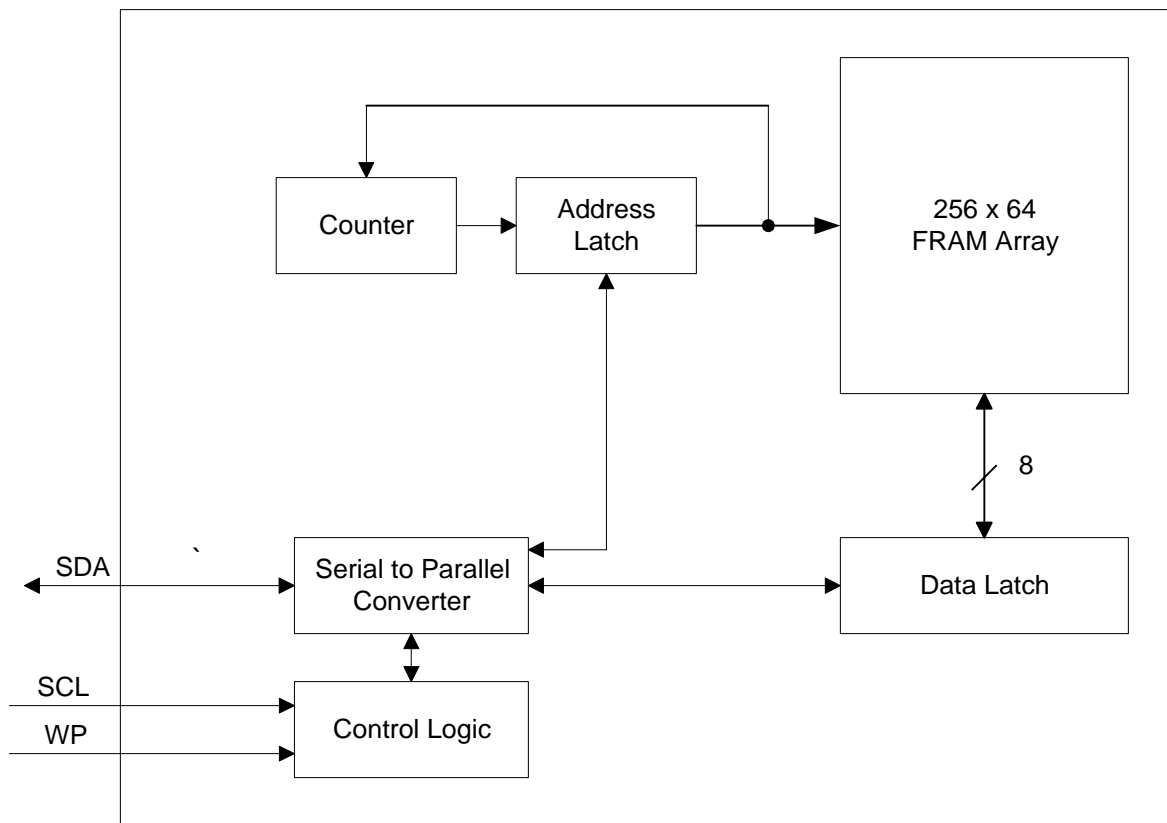 Counter
Address
Latch
256 x 64
FRAM Array
8
`
SDA
Serial to Parallel
Converter
Data Latch
SCL
WP
Control Logic